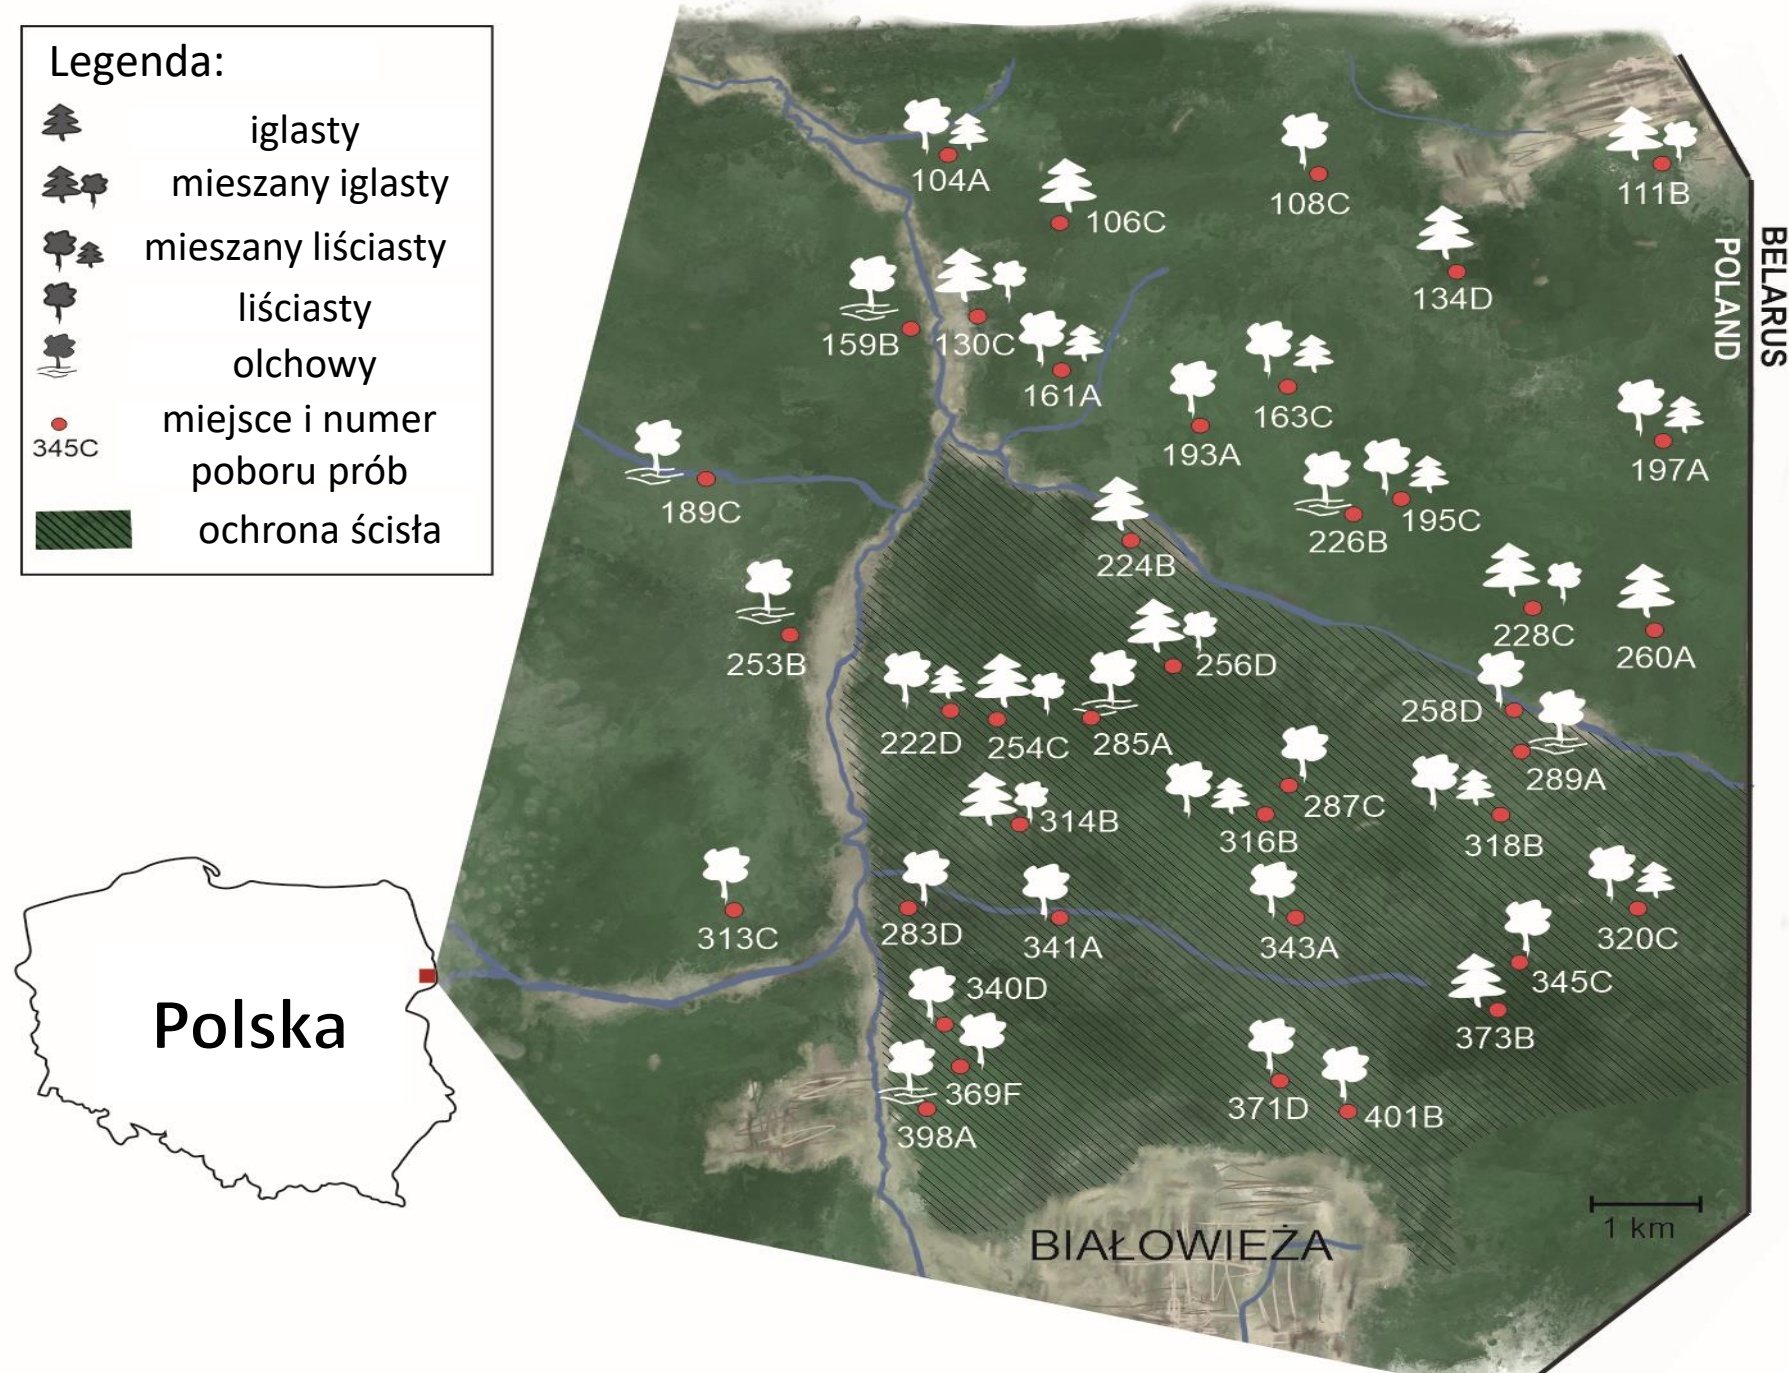 Legenda:
iglasty
mieszany iglasty
mieszany liściasty
liściasty
olchowy
345C
miejsce i numer
poboru prób
ochrona ścisła
104A
106C
108C
111B
134D
159B
130C
161A
163C
193A
197A
189C
195C
226B
224B
228C
260A
253B
256D
222D
254C
285A
258D
289A
287C
314B
316B
318B
313C
283D
341A
343A
320C
340D
345C
373B
369F
398A
371D
401B
POLAND
BELARUS
Polska
BIAŁOWIEŻA
1 km